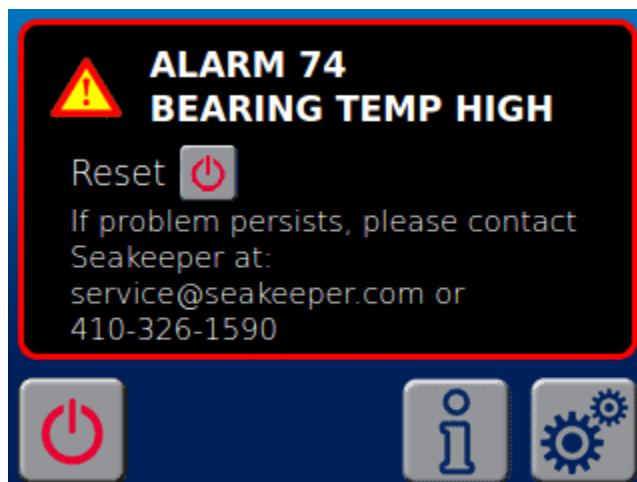 ALARM 74
BEARING TEMP HIGH
Reset
If problem persists, please contact
Seakeeper at:
service@seakeeper.com or
410-326-1590